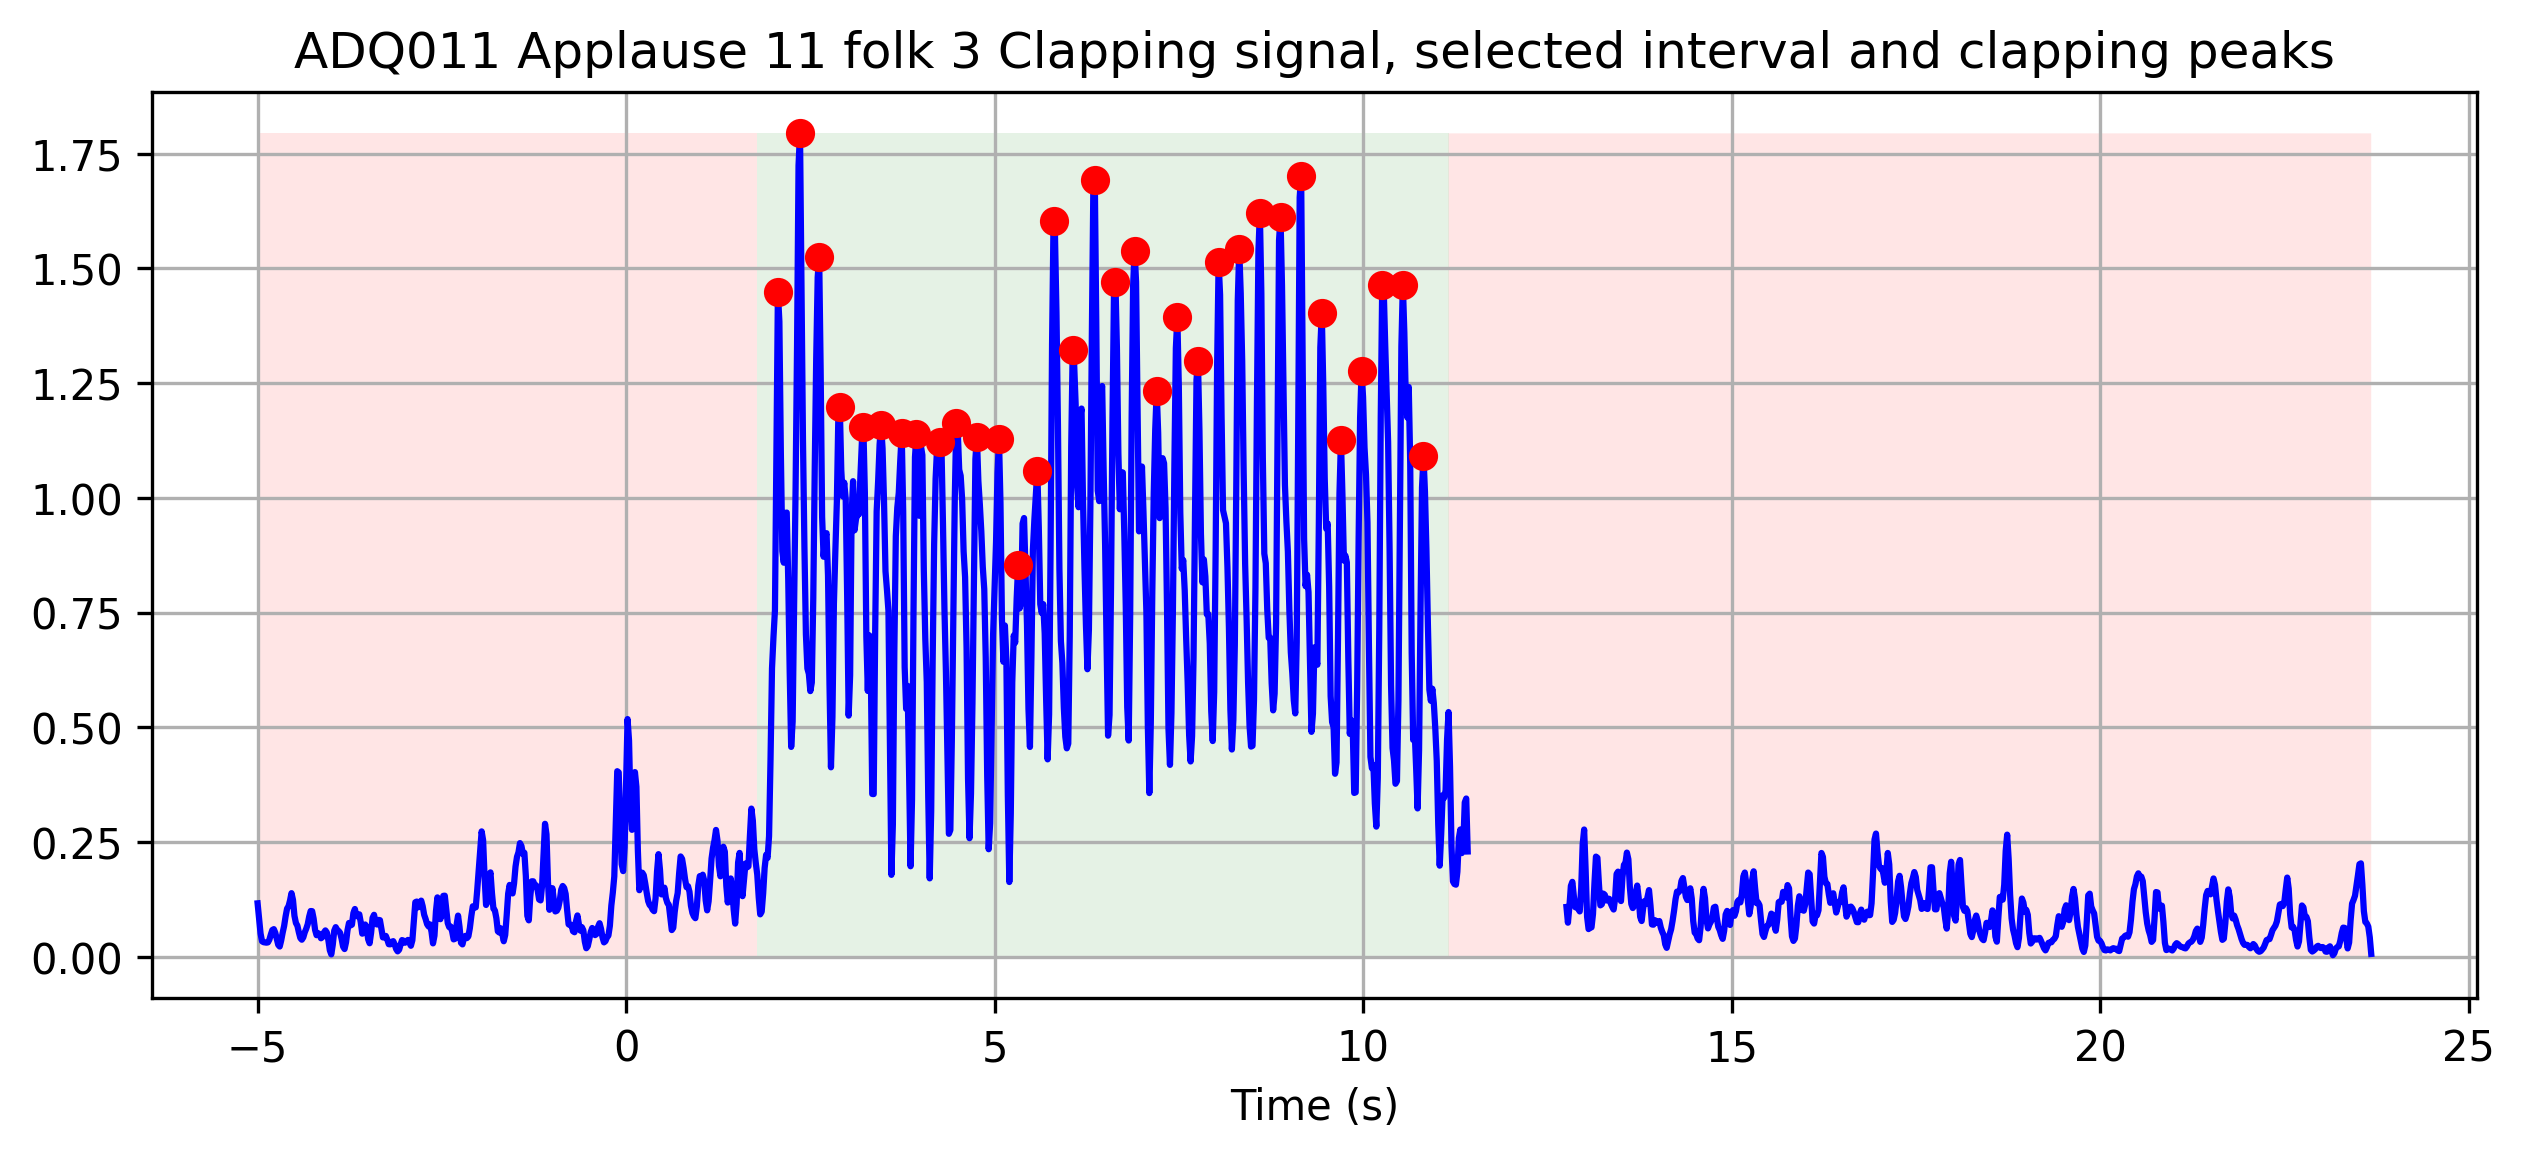 ADQ011 Applause 11 folk 3 Clapping signal, selected interval and clapping peaks
1.75
1.50
1.25
1.00
0.75
0.50
0.25
0.00
−5 0 5 10 15 20 25
Time (s)